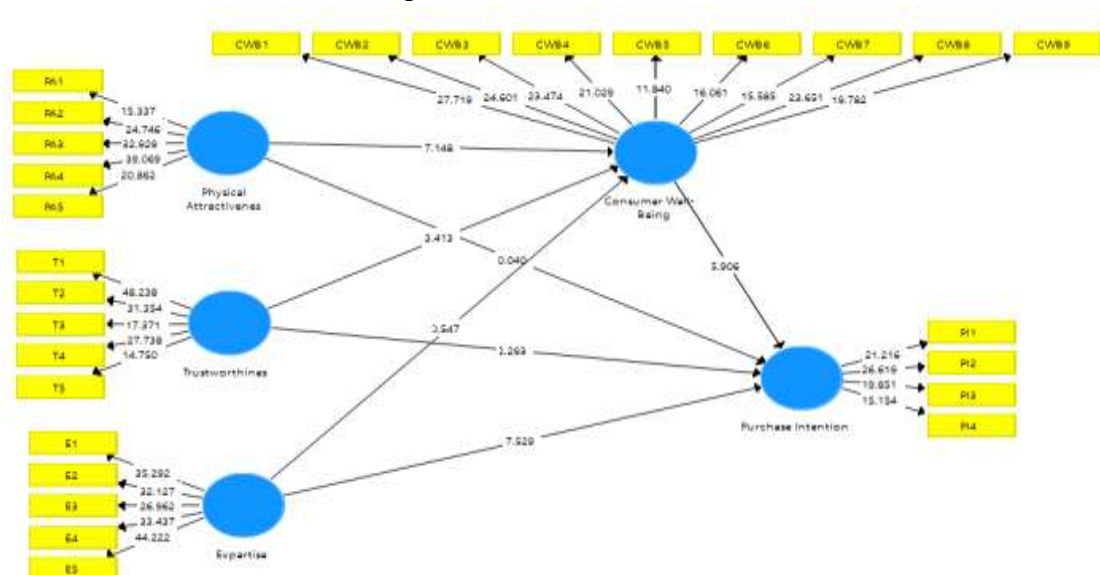 CWB1
CWB2
CWB3
CWB4
CWB5
CWB6
CWB7
CWB8
CWB9
27.719
24.601
23.474
21.029
11.840
16.061
15.585
23.651
19.782
PA1
PA2
PA3
PA4
PA5
15.337
24.746
32.929
39.069
20.862
Physical
Attractivenes
7.148
Consumer Well-
Being
T1
T2
T3
T4
T5
48.238
31.354
17.371
27.738
14.750
Trustworthines
3.413
0.040
5.906
2.293
PI1
PI2
PI3
PI4
21.216
26.619
19.851
15.154
Purchase Intention
E1
E2
E3
E4
E5
35.292
32.127
26.962
33.437
44.222
Expertise
7.529